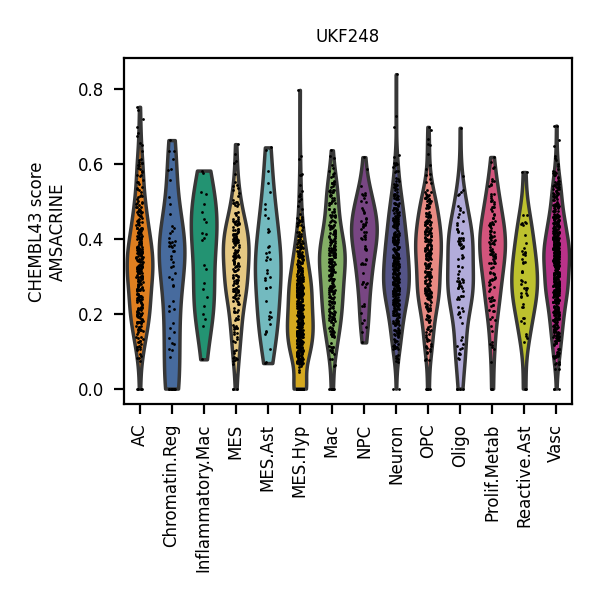 UKF248
CHEMBL43 score
AMSACRINE
0.8
0.6
0.4
0.2
0.0
AC
Chromatin.Reg
Inflammatory.Mac
MES
MES.Ast
MES.Hyp
Mac
NPC
Neuron
OPC
Oligo
Prolif.Metab
Reactive.Ast
Vasc